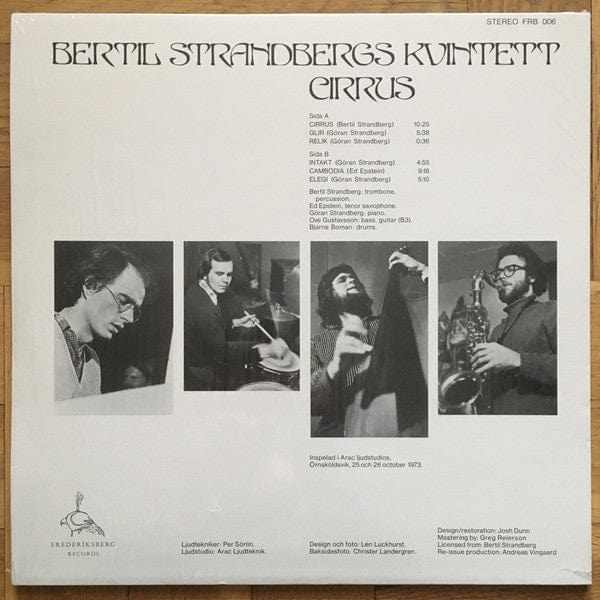 STEREO FRB 006
BERTIL STRANDBERGS KVINTETT
CIRRUS
Sida A
CIRRUS (Bertil Strandberg) 10:25
GLIR (Göran Strandberg) 5:38
RELIK (Göran Strandberg) 0:36
Sida B
INTAKT (Göran Strandberg) 4:55
CAMBODIA (Ed Epstein) 9:18
ELEGI (Göran Strandberg) 5:10
Bertil Strandberg: trombone,
percussion.
Ed Epstein, tenor saxophone.
Göran Strandberg: piano.
Ove Gustavsson: bass, guitar (B3).
Bjarne Boman: drums.
Inspelad i Arac ljudstudios,
Örnsköldsvik, 25 och 26 october 1973.
FREDERIKSBERG
RECORDS
Ljudtekniker: Per Sörlin.
Ljudstudio: Arac Ljudteknik.
Design och foto: Len Luckhurst.
Baksidesfoto: Christer Landergren.
Design/restoration: Josh Dunn
Mastering by: Greg Reierson
Licensed from: Bertil Strandberg
Re-issue production: Andreas Vingaard